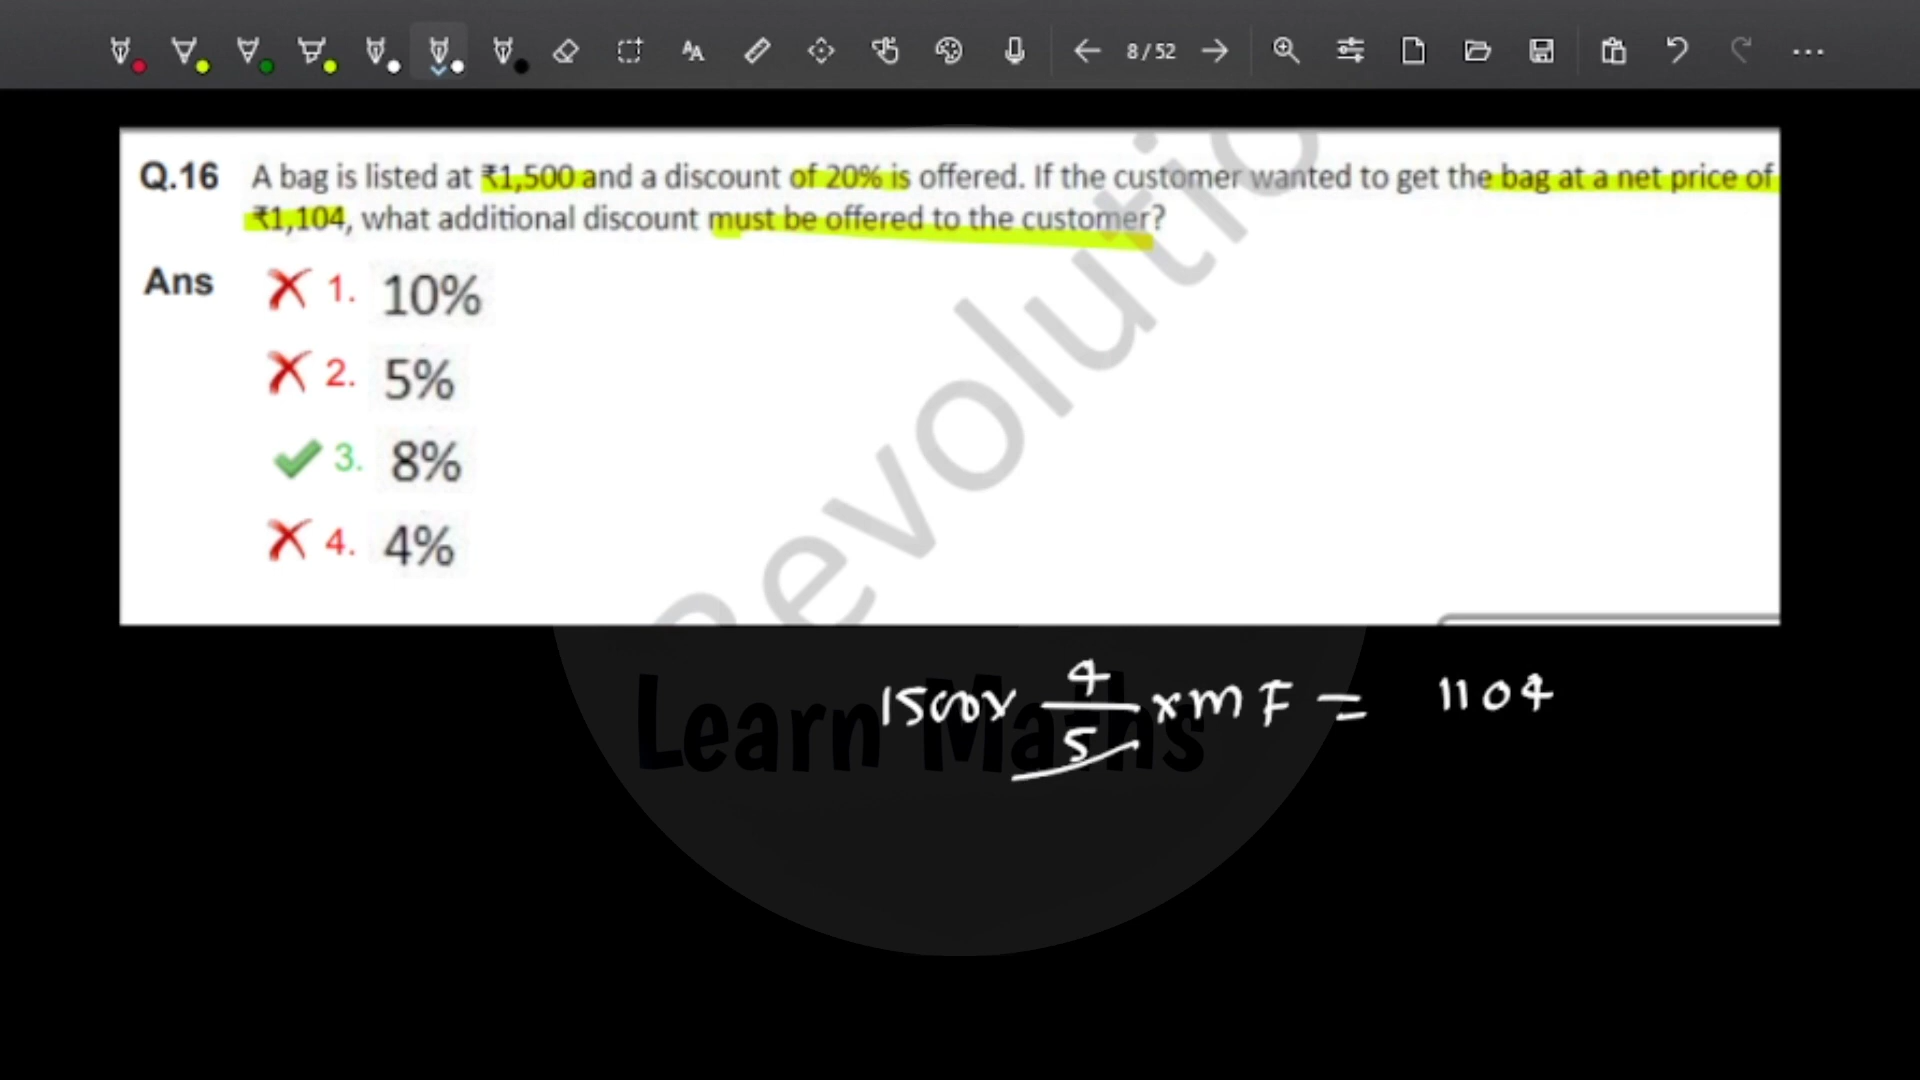 8 / 52
Q.16 A bag is listed at ₹1,500 and a discount of 20% is offered. If the customer wanted to get the bag at a net price of
₹1,104, what additional discount must be offered to the customer?
Ans
1. 10%
2. 5%
3. 8%
4. 4%
Revolutio
1500 x 4/5 x m F = 1104
Learn Maths